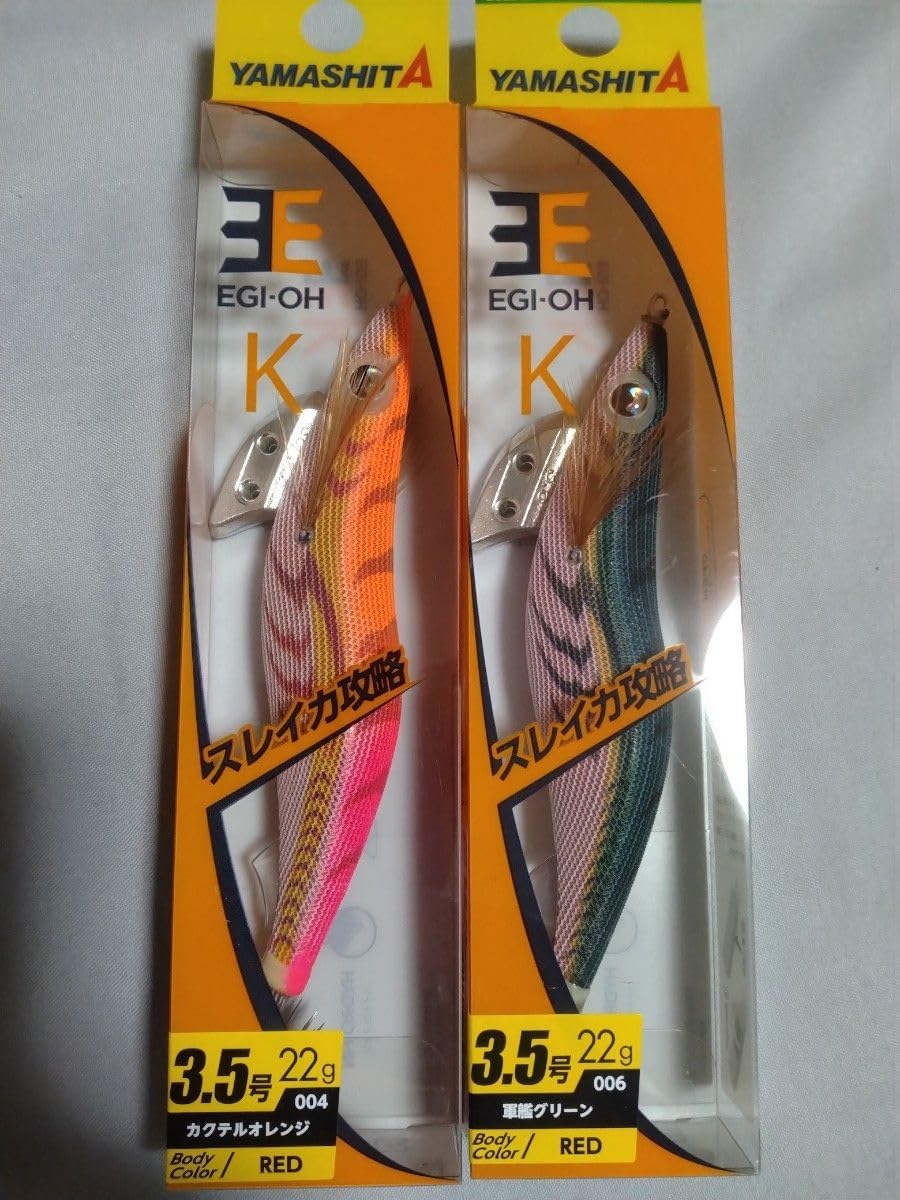 YAMASHITA
EGI-OH
K
スレイカ攻略
3.5号 22g
004
カクテルオレンジ
Body Color/ RED
YAMASHITA
EGI-OH
K
スレイカ攻略
3.5号 22g
006
軍艦グリーン
Body Color/ RED